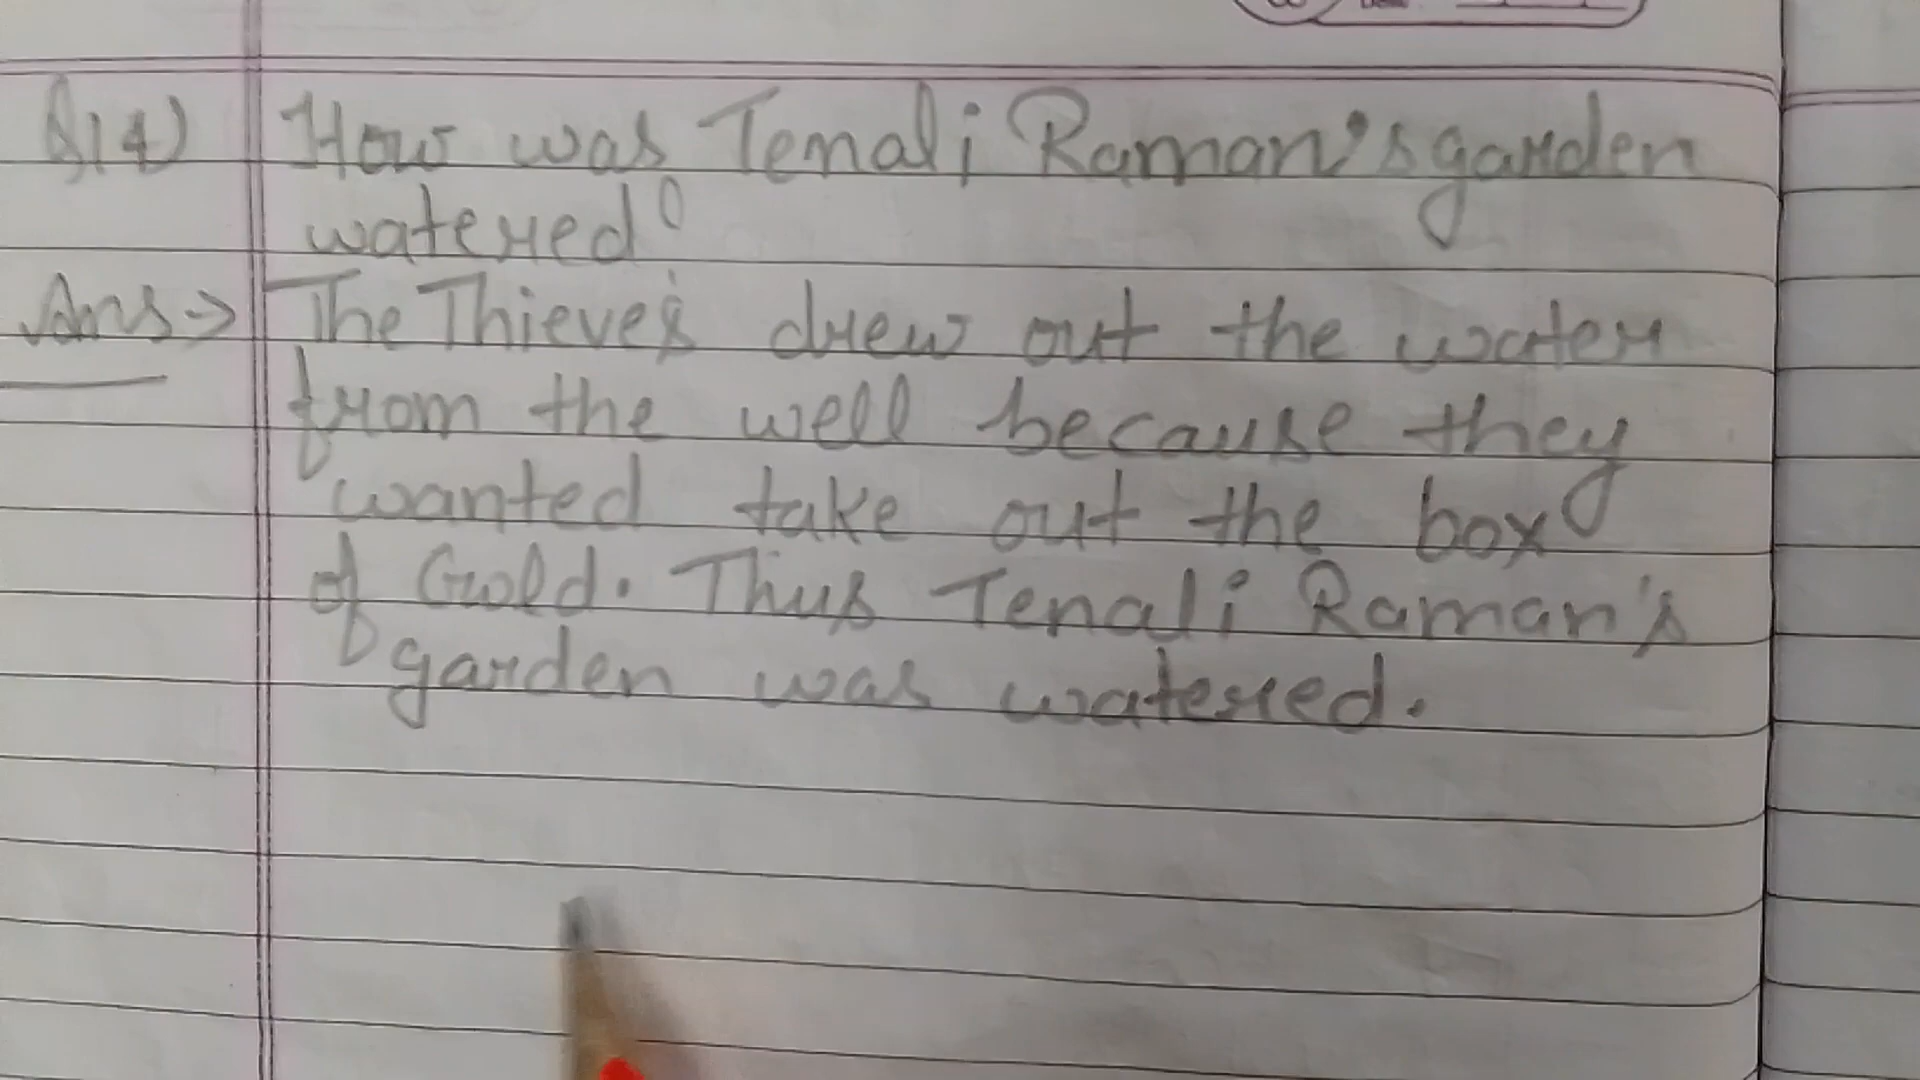 Q14) How was Tenali Raman's garden
watered?
Ans→ The Thieve's drew out the water
from the well because they
wanted take out the box
of Gold. Thus Tenali Raman's
garden was watered.